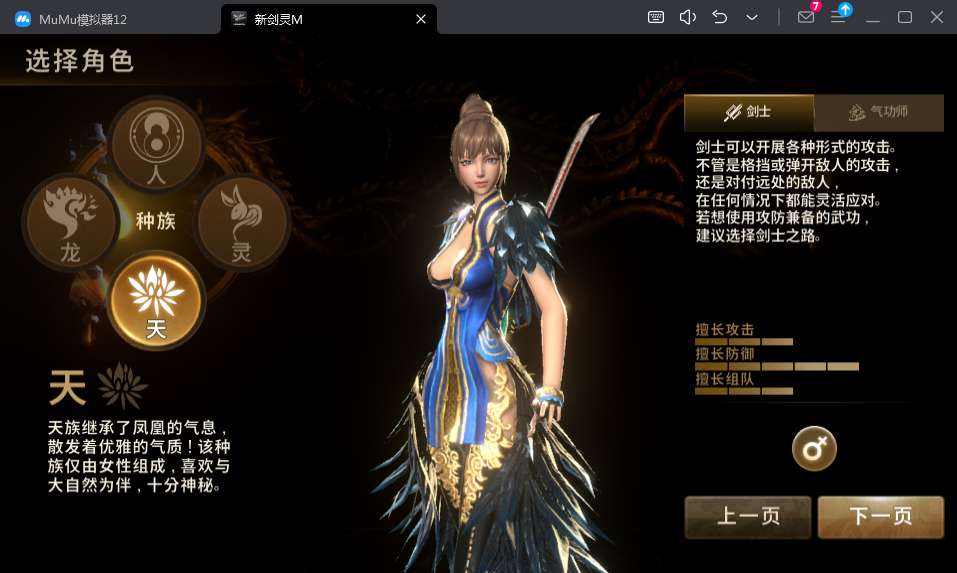 MuMu模拟器12
新剑灵M
7
选择角色
人
龙
种族
灵
天
天
天族继承了凤凰的气息，
散发着优雅的气质！该种
族仅由女性组成，喜欢与
大自然为伴，十分神秘。
剑士
气功师
剑士可以开展各种形式的攻击。
不管是格挡或弹开敌人的攻击，
还是对付远处的敌人，
在任何情况下都能灵活应对。
若想使用攻防兼备的武功，
建议选择剑士之路。
擅长攻击
擅长防御
擅长组队
上一页
下一页